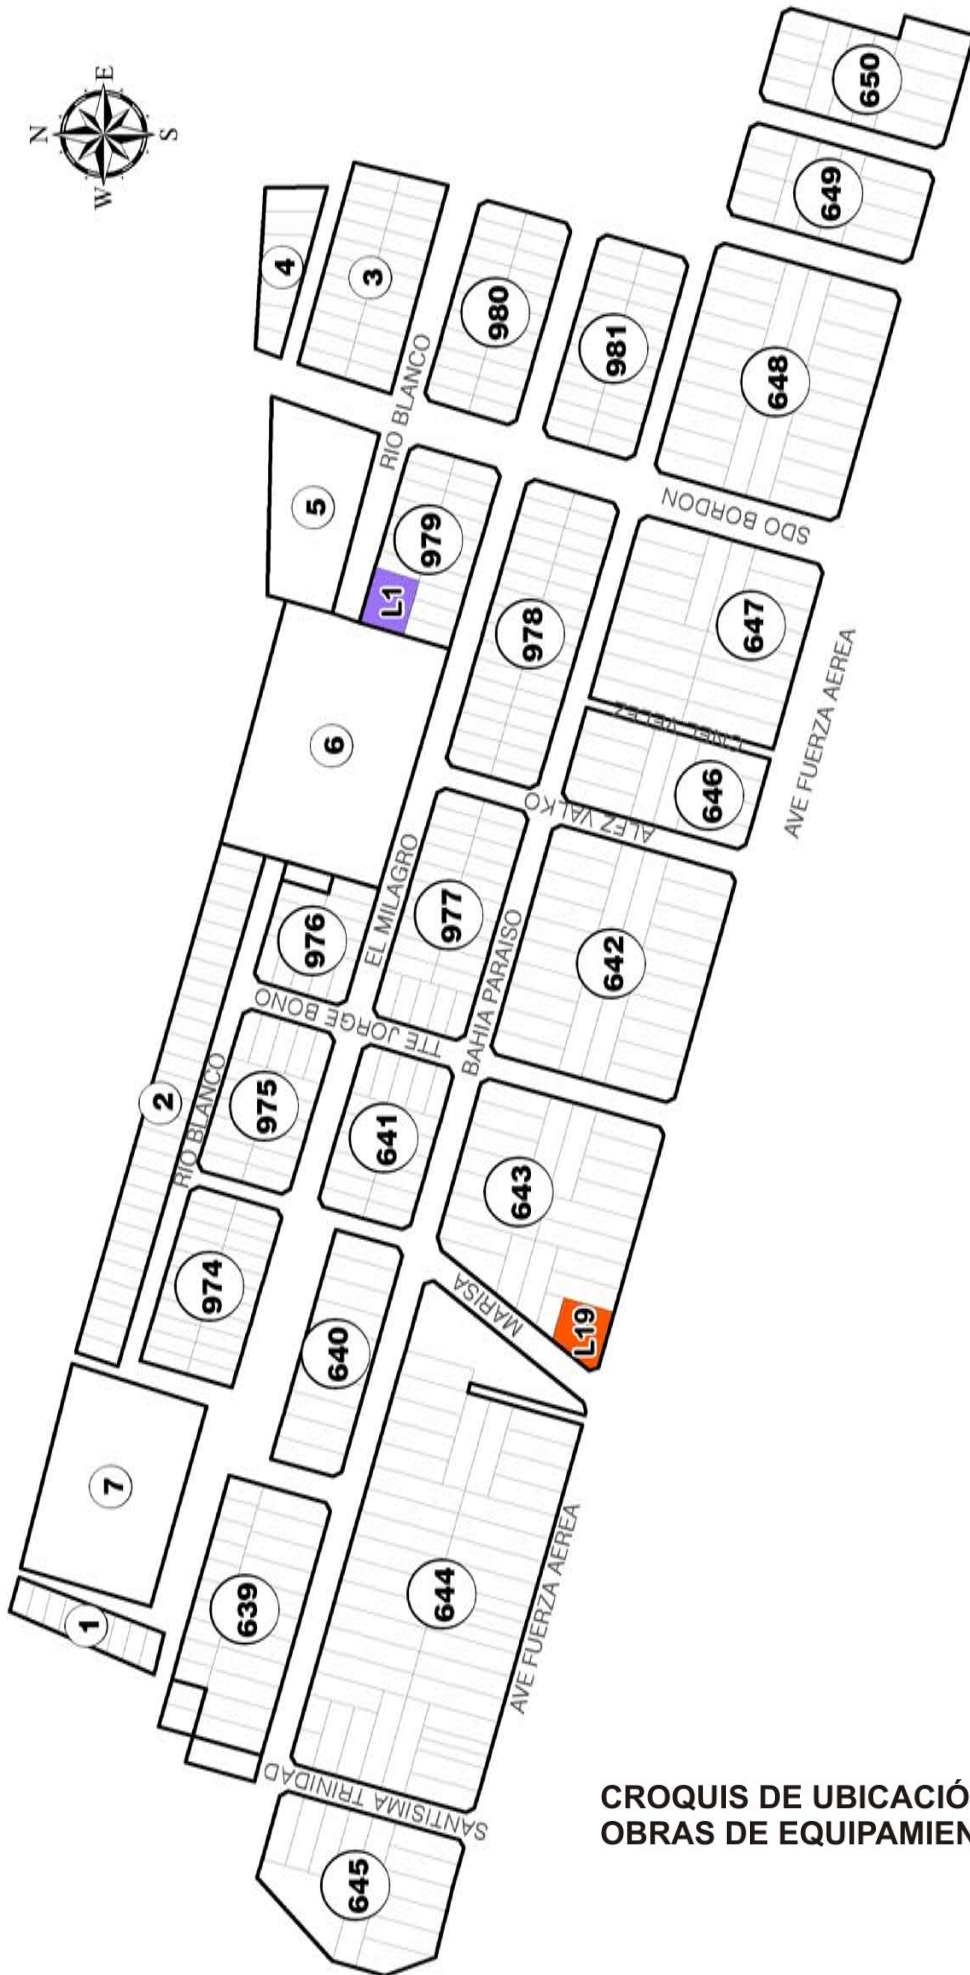 N
E
W
S
650
649
4
3
980
981
648
RIO BLANCO
5
979
L1
978
SDO BORDON
647
AVE FUERZA AEREA
6
CNEL VELEZ
646
ALEZ VALKO
EL MILAGRO
977
976
BAHIA PARAISO
642
TTE JORGE BONO
2
RIO BLANCO
975
641
643
974
MARISA
L19
640
7
1
639
644
AVE FUERZA AEREA
SANTISIMA TRINIDAD
645
CROQUIS DE UBICACIÓ
OBRAS DE EQUIPAMIEN